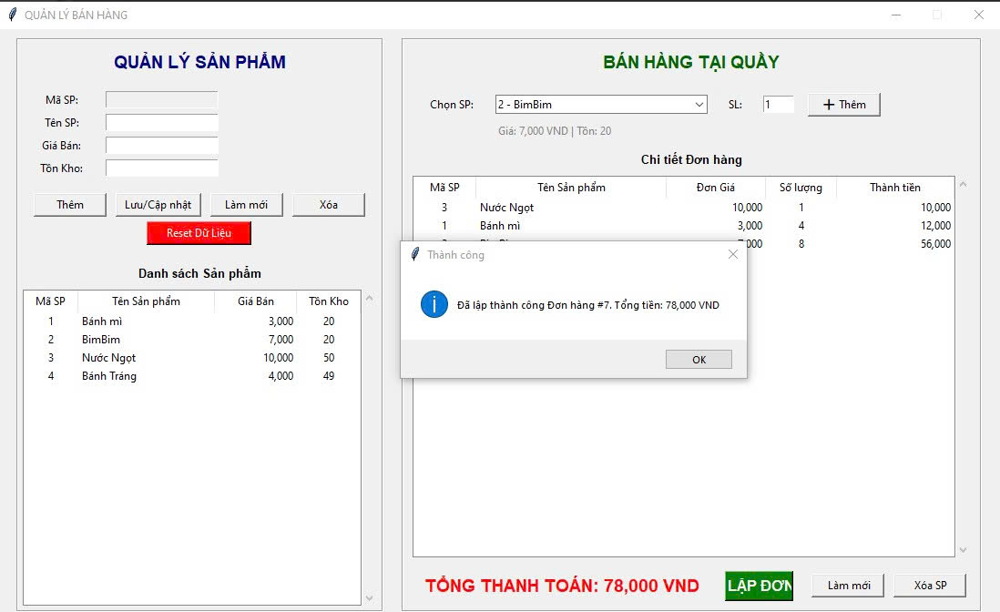 QUẢN LÝ BÁN HÀNG
QUẢN LÝ SẢN PHẨM
Mã SP:
Tên SP:
Giá Bán:
Tồn Kho:
Thêm Lưu/Cập nhật Làm mới Xóa
Reset Dữ Liệu
Danh sách Sản phẩm
Mã SP Tên Sản phẩm Giá Bán Tồn Kho
1 Bánh mì 3,000 20
2 BimBim 7,000 20
3 Nước Ngọt 10,000 50
4 Bánh Tráng 4,000 49
BÁN HÀNG TẠI QUẦY
Chọn SP: 2 - BimBim SL: 1 + Thêm
Giá: 7,000 VND | Tồn: 20
Chi tiết Đơn hàng
Mã SP Tên Sản phẩm Đơn Giá Số lượng Thành tiền
3 Nước Ngọt 10,000 1 10,000
1 Bánh mì 3,000 4 12,000
8 56,000
Thành công
Đã lập thành công Đơn hàng #7. Tổng tiền: 78,000 VND
OK
TỔNG THANH TOÁN: 78,000 VND LẬP ĐƠN Làm mới Xóa SP